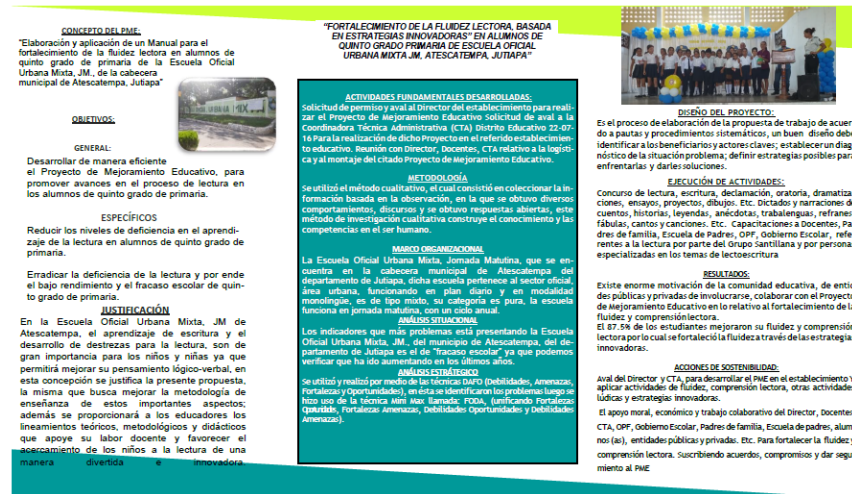 CONCEPTO DEL PME:
"Elaboración y aplicación de un Manual para el
fortalecimiento de la fluidez lectora en alumnos de
quinto grado de primaria de la Escuela Oficial
Urbana Mixta, JM., de la cabecera
municipal de Atescatempa, Jutiapa"
OBJETIVOS:
GENERAL:
Desarrollar de manera eficiente
el Proyecto de Mejoramiento Educativo, para
promover avances en el proceso de lectura en
los alumnos de quinto grado de primaria.
ESPECÍFICOS
Reducir los niveles de deficiencia en el aprendi-
zaje de la lectura en alumnos de quinto grado de
primaria.
Erradicar la deficiencia de la lectura y por ende
el bajo rendimiento y el fracaso escolar de quin-
to grado de primaria.
JUSTIFICACIÓN
En la Escuela Oficial Urbana Mixta, JM de
Atescatempa, el aprendizaje de escritura y el
desarrollo de destrezas para la lectura, son de
gran importancia para los niños y niñas ya que
permitirá mejorar su pensamiento lógico-verbal, en
esta concepción se justifica la presente propuesta,
la misma que busca mejorar la metodología de
enseñanza de estos importantes aspectos;
además se proporcionará a los educadores los
lineamientos teóricos, metodológicos y didácticos
que apoye su labor docente y favorecer el
acercamiento de los niños a la lectura de una
manera divertida e innovadora.
"FORTALECIMIENTO DE LA FLUIDEZ LECTORA, BASADA
EN ESTRATEGIAS INNOVADORAS" EN ALUMNOS DE
QUINTO GRADO PRIMARIA DE ESCUELA OFICIAL
URBANA MIXTA JM, ATESCATEMPA, JUTIAPA"
ACTIVIDADES FUNDAMENTALES DESARROLLADAS:
Solicitud de permiso y aval al Director del establecimiento para reali-
zar el Proyecto de Mejoramiento Educativo Solicitud de aval a la
Coordinadora Técnica Administrativa (CTA) Distrito Educativo 22-07-
16 Para la realización de dicho Proyecto en el referido establecimien-
to educativo. Reunión con Director, Docentes, CTA relativo a la logísti-
ca y al montaje del citado Proyecto de Mejoramiento Educativo.
METODOLOGÍA
Se utilizó el método cualitativo, el cual consistió en coleccionar la in-
formación basada en la observación, en la que se obtuvo diversos
comportamientos, discursos y se obtuvo respuestas abiertas, este
método de investigación cualitativa construye el conocimiento y las
competencias en el ser humano.
MARCO ORGANIZACIONAL
La Escuela Oficial Urbana Mixta, Jornada Matutina, que se en-
cuentra en la cabecera municipal de Atescatempa del
departamento de Jutiapa, dicha escuela pertenece al sector oficial,
área urbana, funcionando en plan diario y en modalidad
monolingüe, es de tipo mixto, su categoría es pura, la escuela
funciona en jornada matutina, con un ciclo anual.
ANÁLISIS SITUACIONAL
Los indicadores que más problemas está presentando la Escuela
Oficial Urbana Mixta, JM., del municipio de Atescatempa, del de-
partamento de Jutiapa es el de "fracaso escolar" ya que podemos
verificar que ha ido aumentando en los últimos años.
ANÁLISIS ESTRATÉGICO
Se utilizó y realizó por medio de las técnicas DAFO (Debilidades, Amenazas,
Fortalezas y Oportunidades), en ésta se identificaron los problemas luego se
hizo uso de la técnica Mini Max llamada: FODA, (unificando Fortalezas
Fortalezas Amenazas, Debilidades Oportunidades y Debilidades
Amenazas).
DISEÑO DEL PROYECTO:
Es el proceso de elaboración de la propuesta de trabajo de acuer-
do a pautas y procedimientos sistemáticos, un buen diseño debe
identificar a los beneficiarios y actores claves; establecer un diag
nóstico de la situación problema; definir estrategias posibles para
enfrentarlas y darles soluciones.
EJECUCIÓN DE ACTIVIDADES:
Concurso de lectura, escritura, declamación, oratoria, dramatiza-
ciones, ensayos, proyectos, dibujos. Etc. Dictados y narraciones de
cuentos, historias, leyendas, anécdotas, trabalenguas, refranes,
fábulas, cantos y canciones. Etc. Capacitaciones a Docentes, Pa
dres de familia, Escuela de Padres, OPF, Gobierno Escolar, refe
rentes a la lectura por parte del Grupo Santillana y por personas
especializadas en los temas de lectoescritura
RESULTADOS:
Existe enorme motivación de la comunidad educativa, de entid
des públicas y privadas de involucrarse, colaborar con el Proyecto
de Mejoramiento Educativo en lo relativo al fortalecimiento de la
fluidez y comprensión lectora.
El 87.5% de los estudiantes mejoraron su fluidez y comprensión
lectora por lo cual se fortaleció la fluidez a través de las estrategias
innovadoras.
ACCIONES DE SOSTENIBILIDAD:
Aval del Director y CTA, para desarrollar el PME en el establecimiento Y
aplicar actividades de fluidez, comprensión lectora, otras actividades
lúdicas y estrategias innovadoras.
El apoyo moral, económico y trabajo colaborativo del Director, Docentes,
CTA, OPF, Gobierno Escolar, Padres de familia, Escuela de padres, alum
nos (as), entidades públicas y privadas. Etc. Para fortalecer la fluidez y
comprensión lectora. Suscribiendo acuerdos, compromisos y dar segui
miento al PME